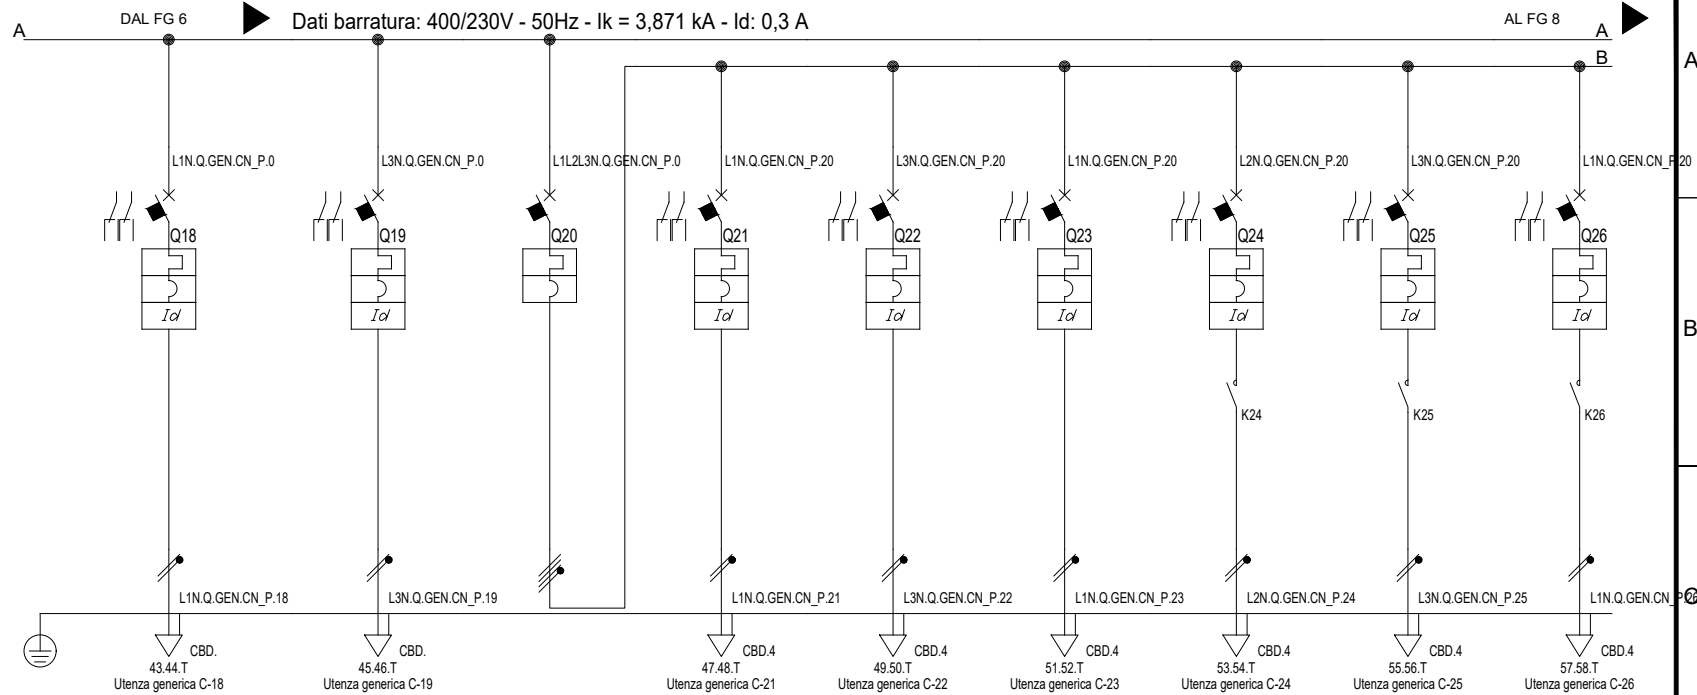 DAL FG 6
Dati barratura: 400/230V - 50Hz - Ik = 3,871 kA - Id: 0,3 A
AL FG 8
A
A
B
A
L1N.Q.GEN.CN_P.0
L3N.Q.GEN.CN_P.0
L1L2L3N.Q.GEN.CN_P.0
L1N.Q.GEN.CN_P.20
L3N.Q.GEN.CN_P.20
L1N.Q.GEN.CN_P.20
L2N.Q.GEN.CN_P.20
L3N.Q.GEN.CN_P.20
L1N.Q.GEN.CN_P.20
Q18
Q19
Q20
Q21
Q22
Q23
Q24
Q25
Q26
Id
Id
Id
Id
Id
Id
Id
Id
B
K24
K25
K26
L1N.Q.GEN.CN_P.18
L3N.Q.GEN.CN_P.19
L1N.Q.GEN.CN_P.21
L3N.Q.GEN.CN_P.22
L1N.Q.GEN.CN_P.23
L2N.Q.GEN.CN_P.24
L3N.Q.GEN.CN_P.25
L1N.Q.GEN.CN_P.26
C
CBD.
CBD.
CBD.4
CBD.4
CBD.4
CBD.4
CBD.4
CBD.4
43.44.T
45.46.T
47.48.T
49.50.T
51.52.T
53.54.T
55.56.T
57.58.T
Utenza generica C-18
Utenza generica C-19
Utenza generica C-21
Utenza generica C-22
Utenza generica C-23
Utenza generica C-24
Utenza generica C-25
Utenza generica C-26